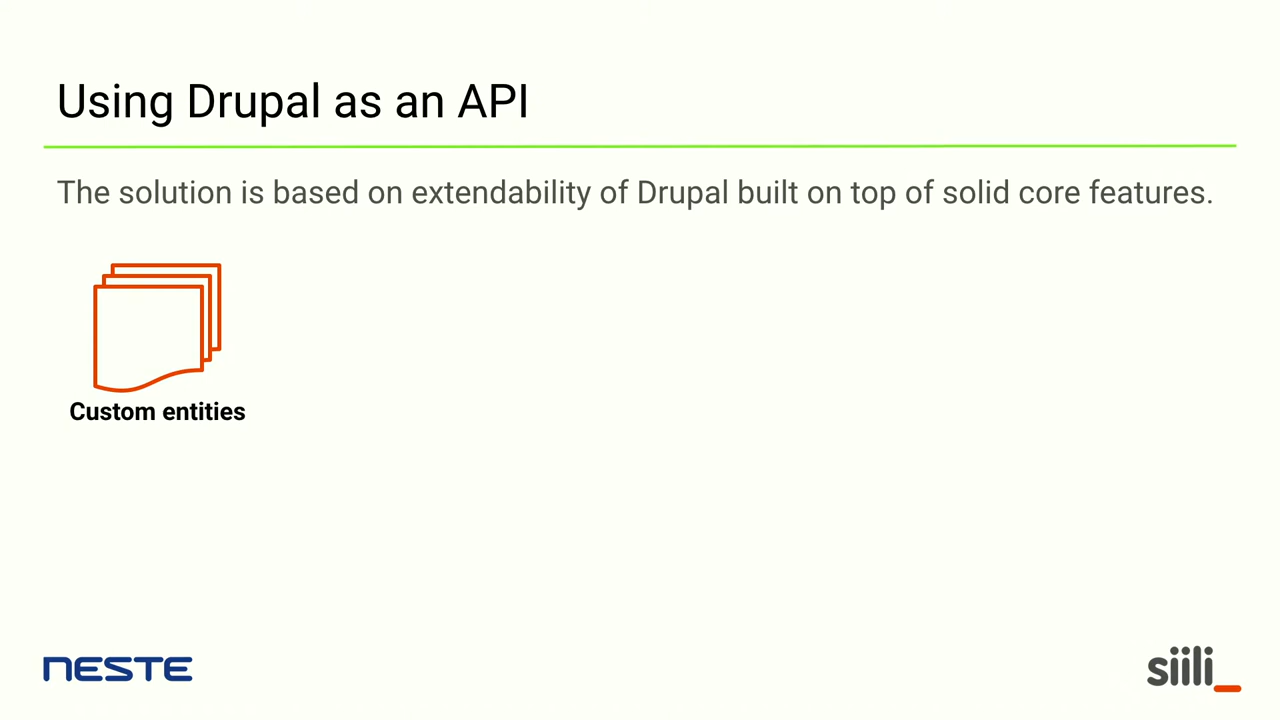 Using Drupal as an API
The solution is based on extendability of Drupal built on top of solid core features.
Custom entities
NESTE
siili_